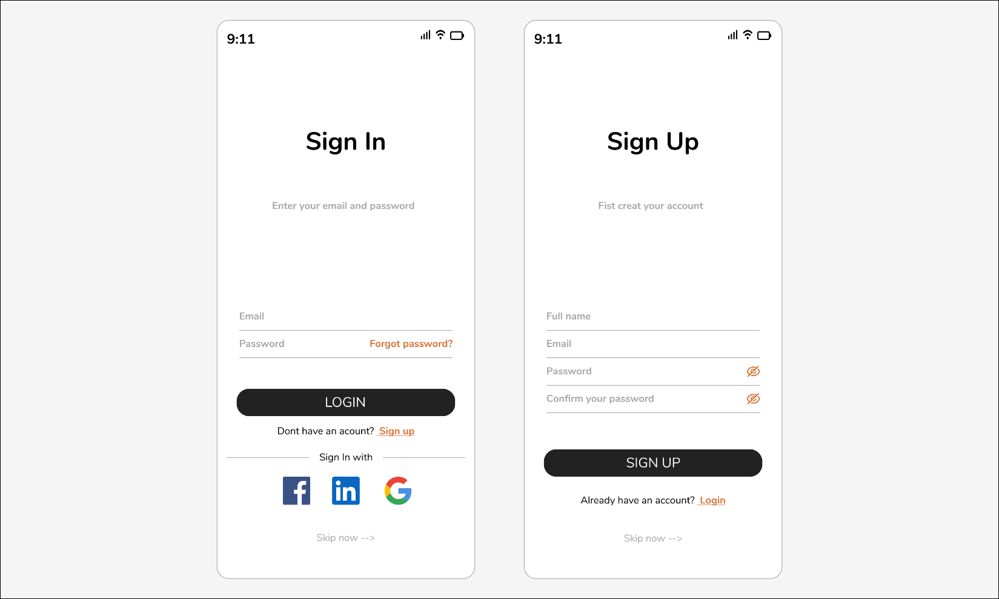 9:11
Sign In
Enter your email and password
Email
Password Forgot password?
LOGIN
Dont have an acount? Sign up
Sign In with
f in G
Skip now -->
9:11
Sign Up
Fist creat your account
Full name
Email
Password
Confirm your password
SIGN UP
Already have an account? Login
Skip now -->